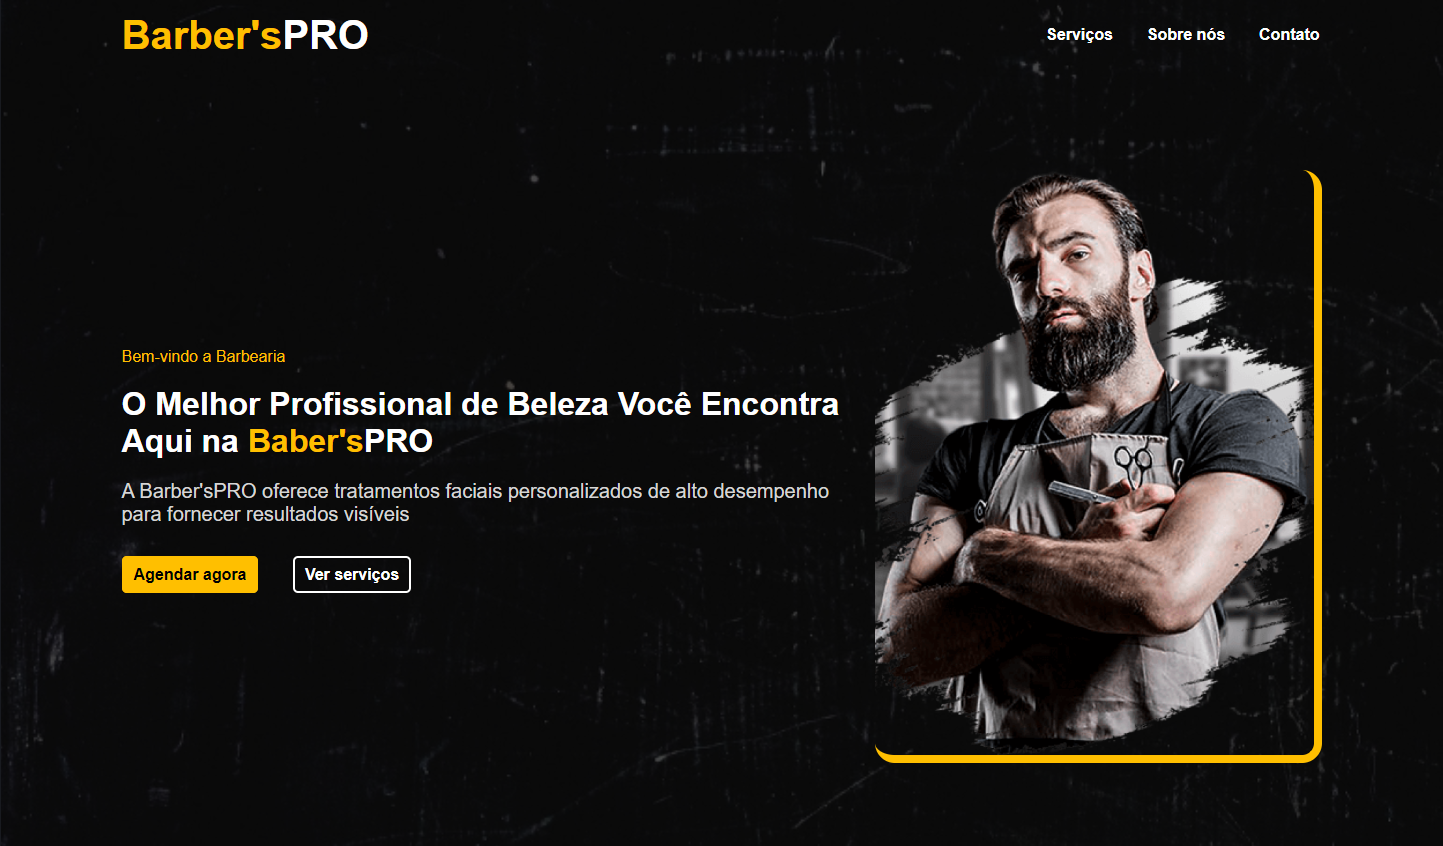 Barber'sPRO
Serviços Sobre nós Contato
Bem-vindo a Barbearia
O Melhor Profissional de Beleza Você Encontra
Aqui na Baber'sPRO
A Barber'sPRO oferece tratamentos faciais personalizados de alto desempenho
para fornecer resultados visíveis
Agendar agora Ver serviços